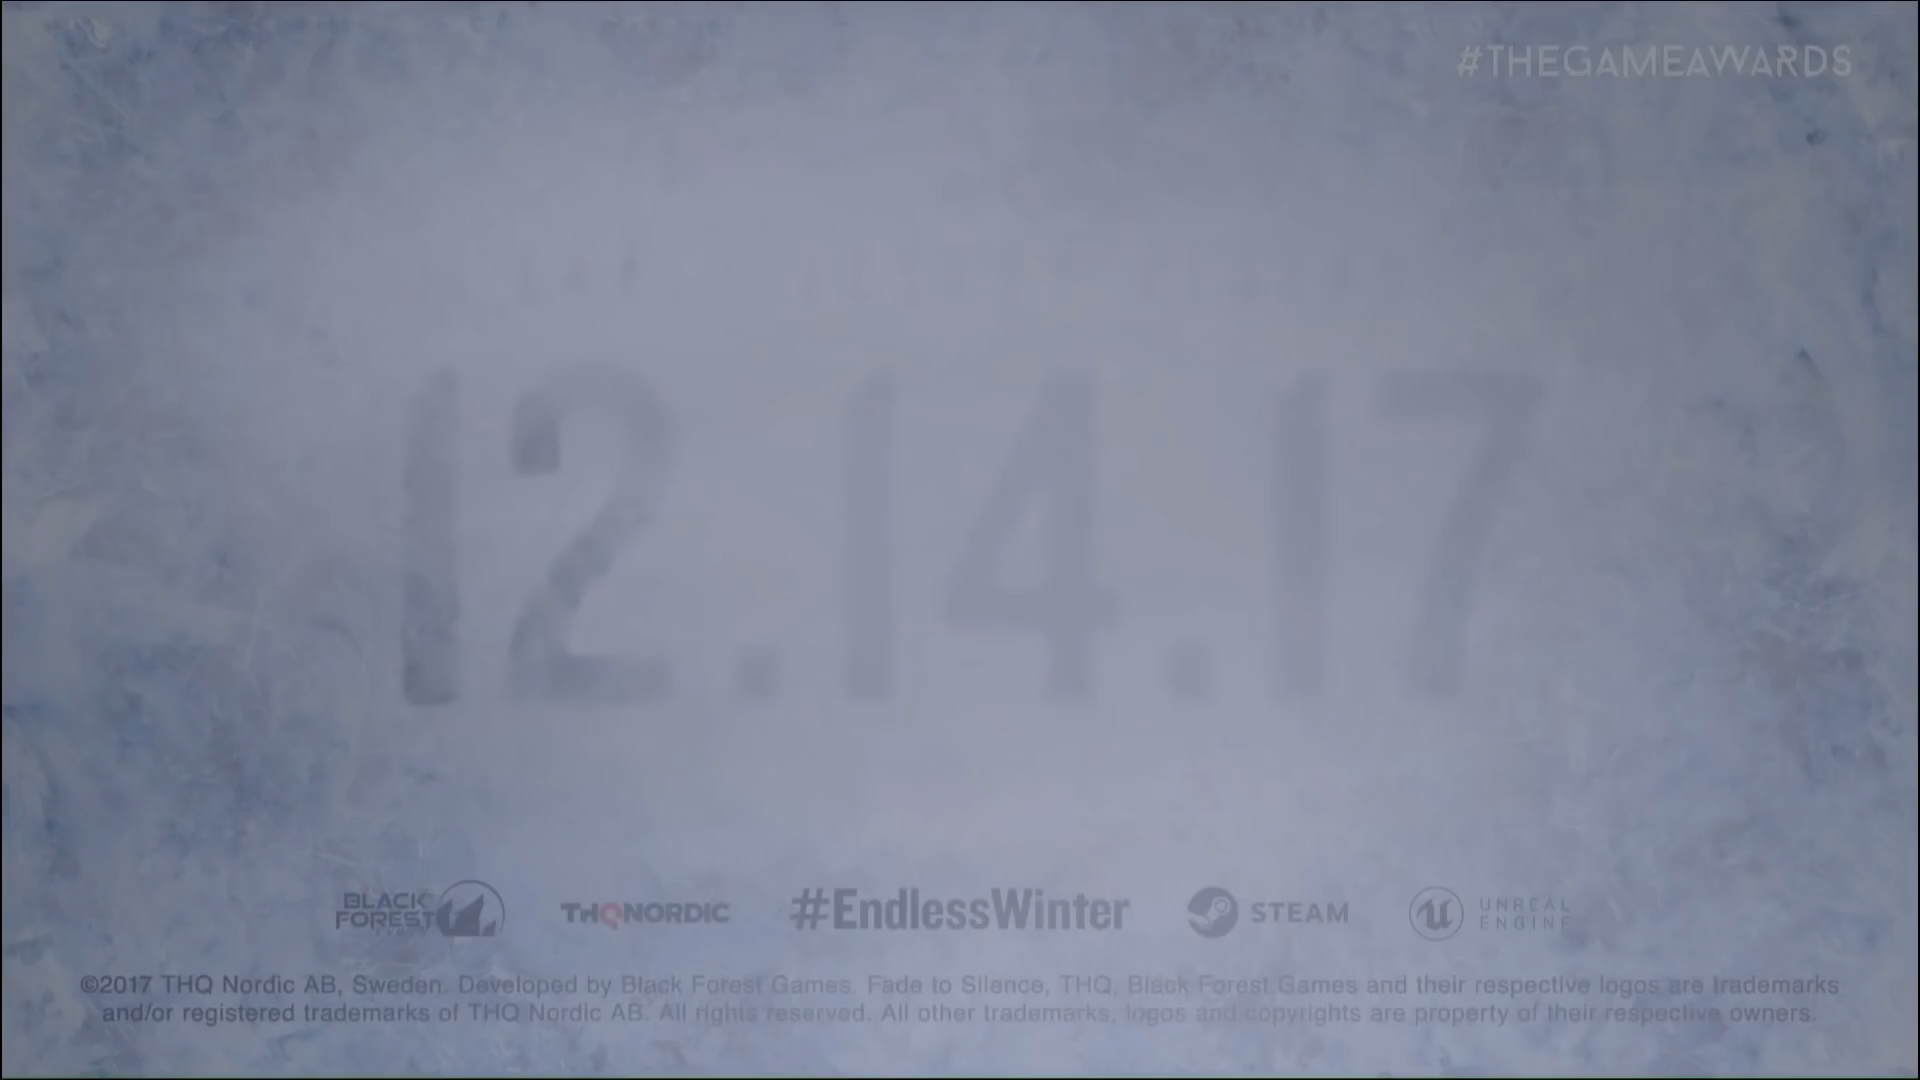 #THEGAMEAWARDS
12.14.17
BLACK FOREST
THQNORDIC
#EndlessWinter
STEAM
UNREAL ENGINE
©2017 THQ Nordic AB, Sweden. Developed by Black Forest Games. Fade to Silence, THQ, Black Forest Games and their respective logos are trademarks
and/or registered trademarks of THQ Nordic AB. All rights reserved. All other trademarks, logos and copyrights are property of their respective owners.